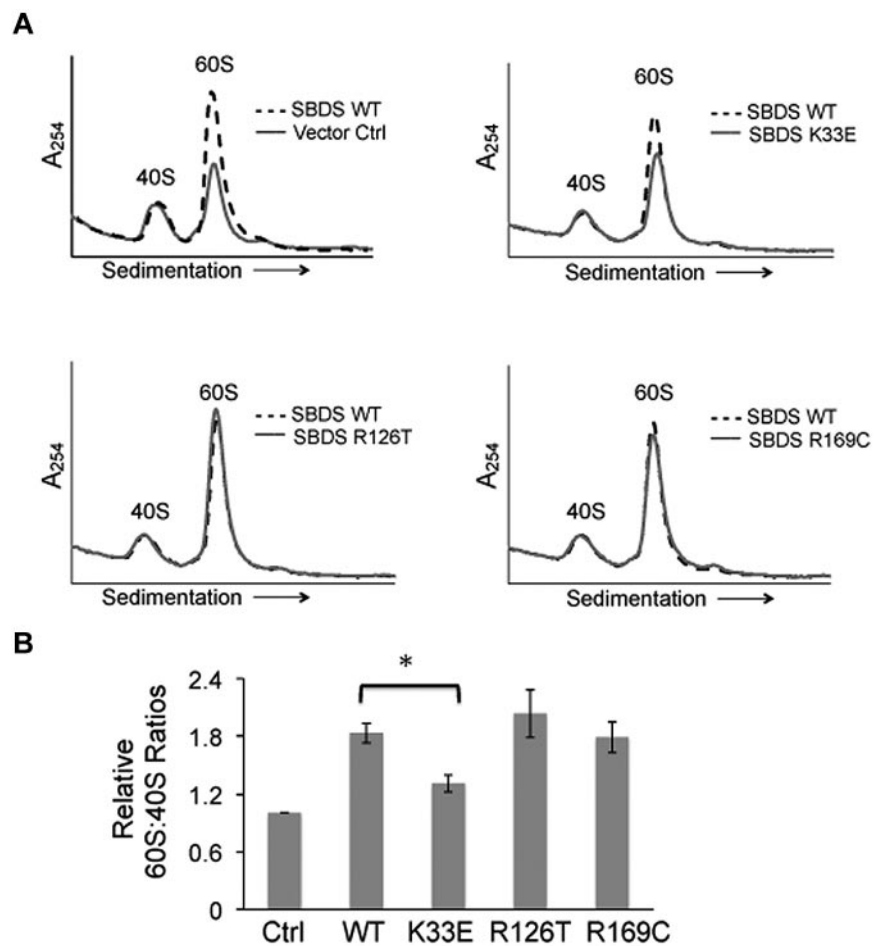 A
60S
SBDS WT
Vector Ctrl
40S
A254
Sedimentation
60S
SBDS WT
SBDS K33E
40S
A254
Sedimentation
60S
SBDS WT
SBDS R126T
40S
A254
Sedimentation
60S
SBDS WT
SBDS R169C
40S
A254
Sedimentation
B
*
Relative
60S:40S Ratios
2.4
1.8
1.2
0.6
0
Ctrl WT K33E R126T R169C